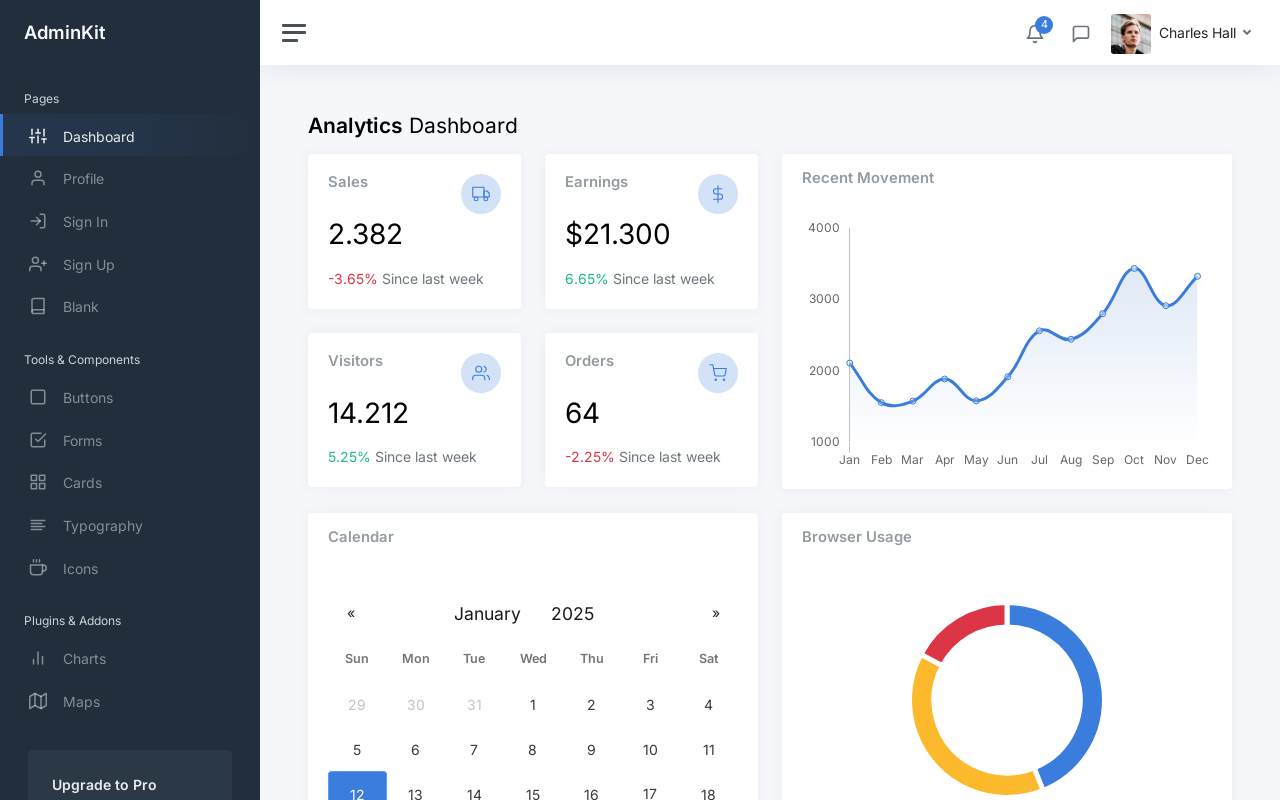 AdminKit
Pages
Dashboard
Profile
Sign In
Sign Up
Blank
Tools & Components
Buttons
Forms
Cards
Typography
Icons
Plugins & Addons
Charts
Maps
Upgrade to Pro
4
Charles Hall
Analytics Dashboard
Sales
2.382
-3.65% Since last week
Earnings
$21.300
6.65% Since last week
Visitors
14.212
5.25% Since last week
Orders
64
-2.25% Since last week
Recent Movement
4000
3000
2000
1000
Jan Feb Mar Apr May Jun Jul Aug Sep Oct Nov Dec
Calendar
« January 2025 »
Sun Mon Tue Wed Thu Fri Sat
29 30 31 1 2 3 4
5 6 7 8 9 10 11
12 13 14 15 16 17 18
Browser Usage